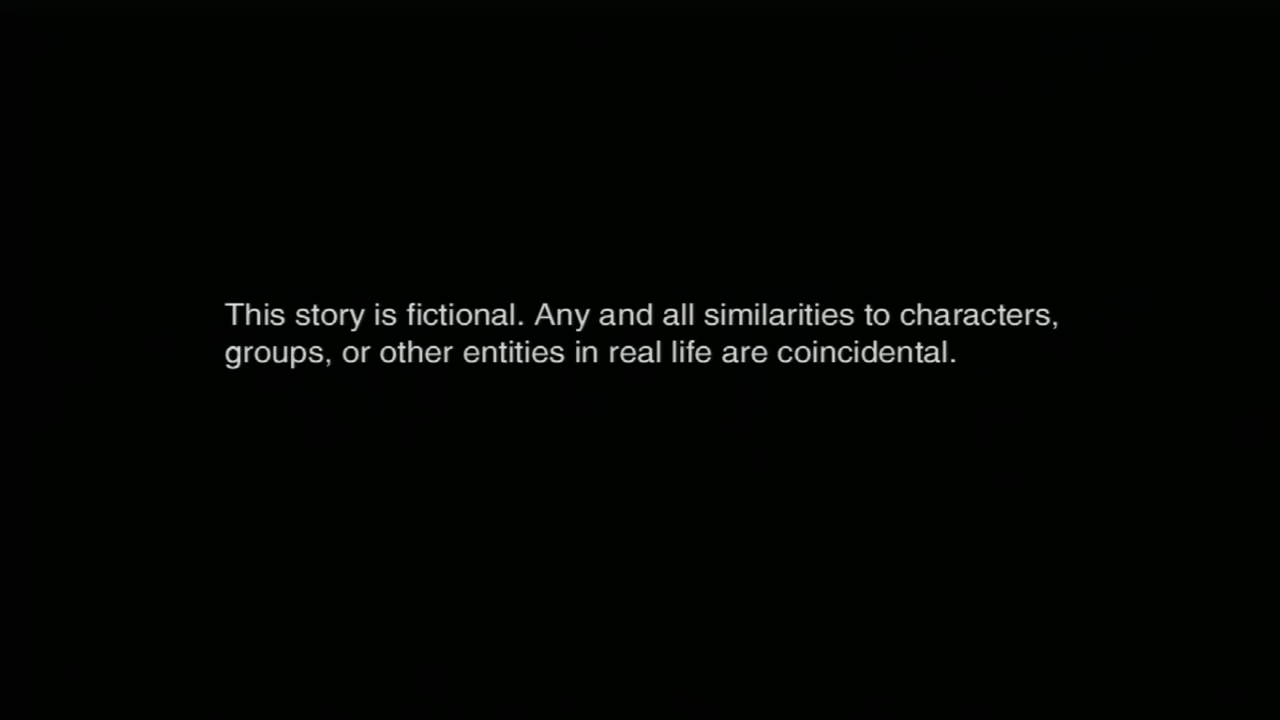 This story is fictional. Any and all similarities to characters,
groups, or other entities in real life are coincidental.